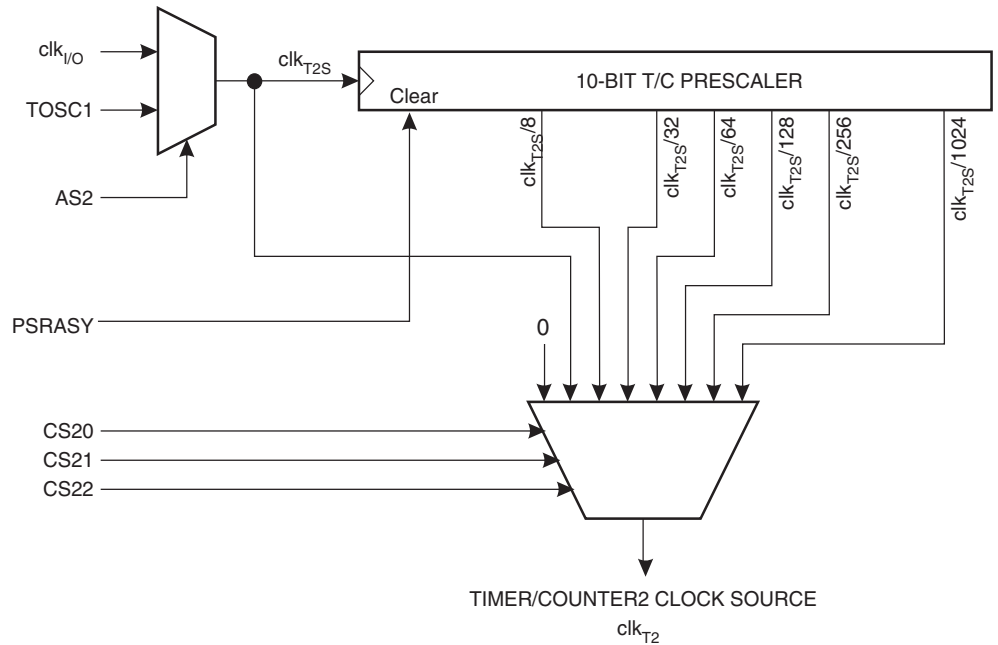 clkI/O
clkT2S
10-BIT T/C PRESCALER
TOSC1
Clear
clkT2S/8
clkT2S/32
clkT2S/64
clkT2S/128
clkT2S/256
clkT2S/1024
AS2
PSRASY
0
CS20
CS21
CS22
TIMER/COUNTER2 CLOCK SOURCE
clkT2